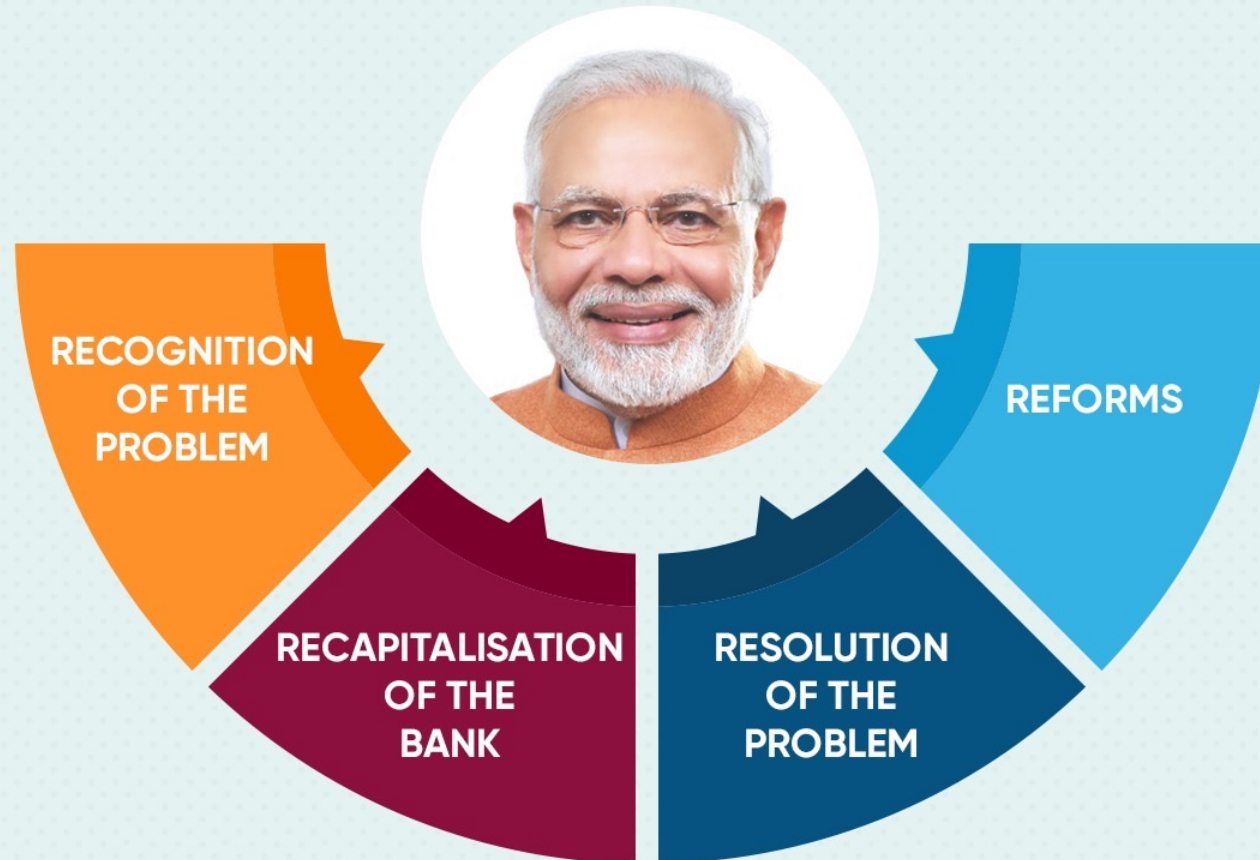 RECOGNITION
OF THE
PROBLEM
RECAPITALISATION
OF THE
BANK
RESOLUTION
OF THE
PROBLEM
REFORMS